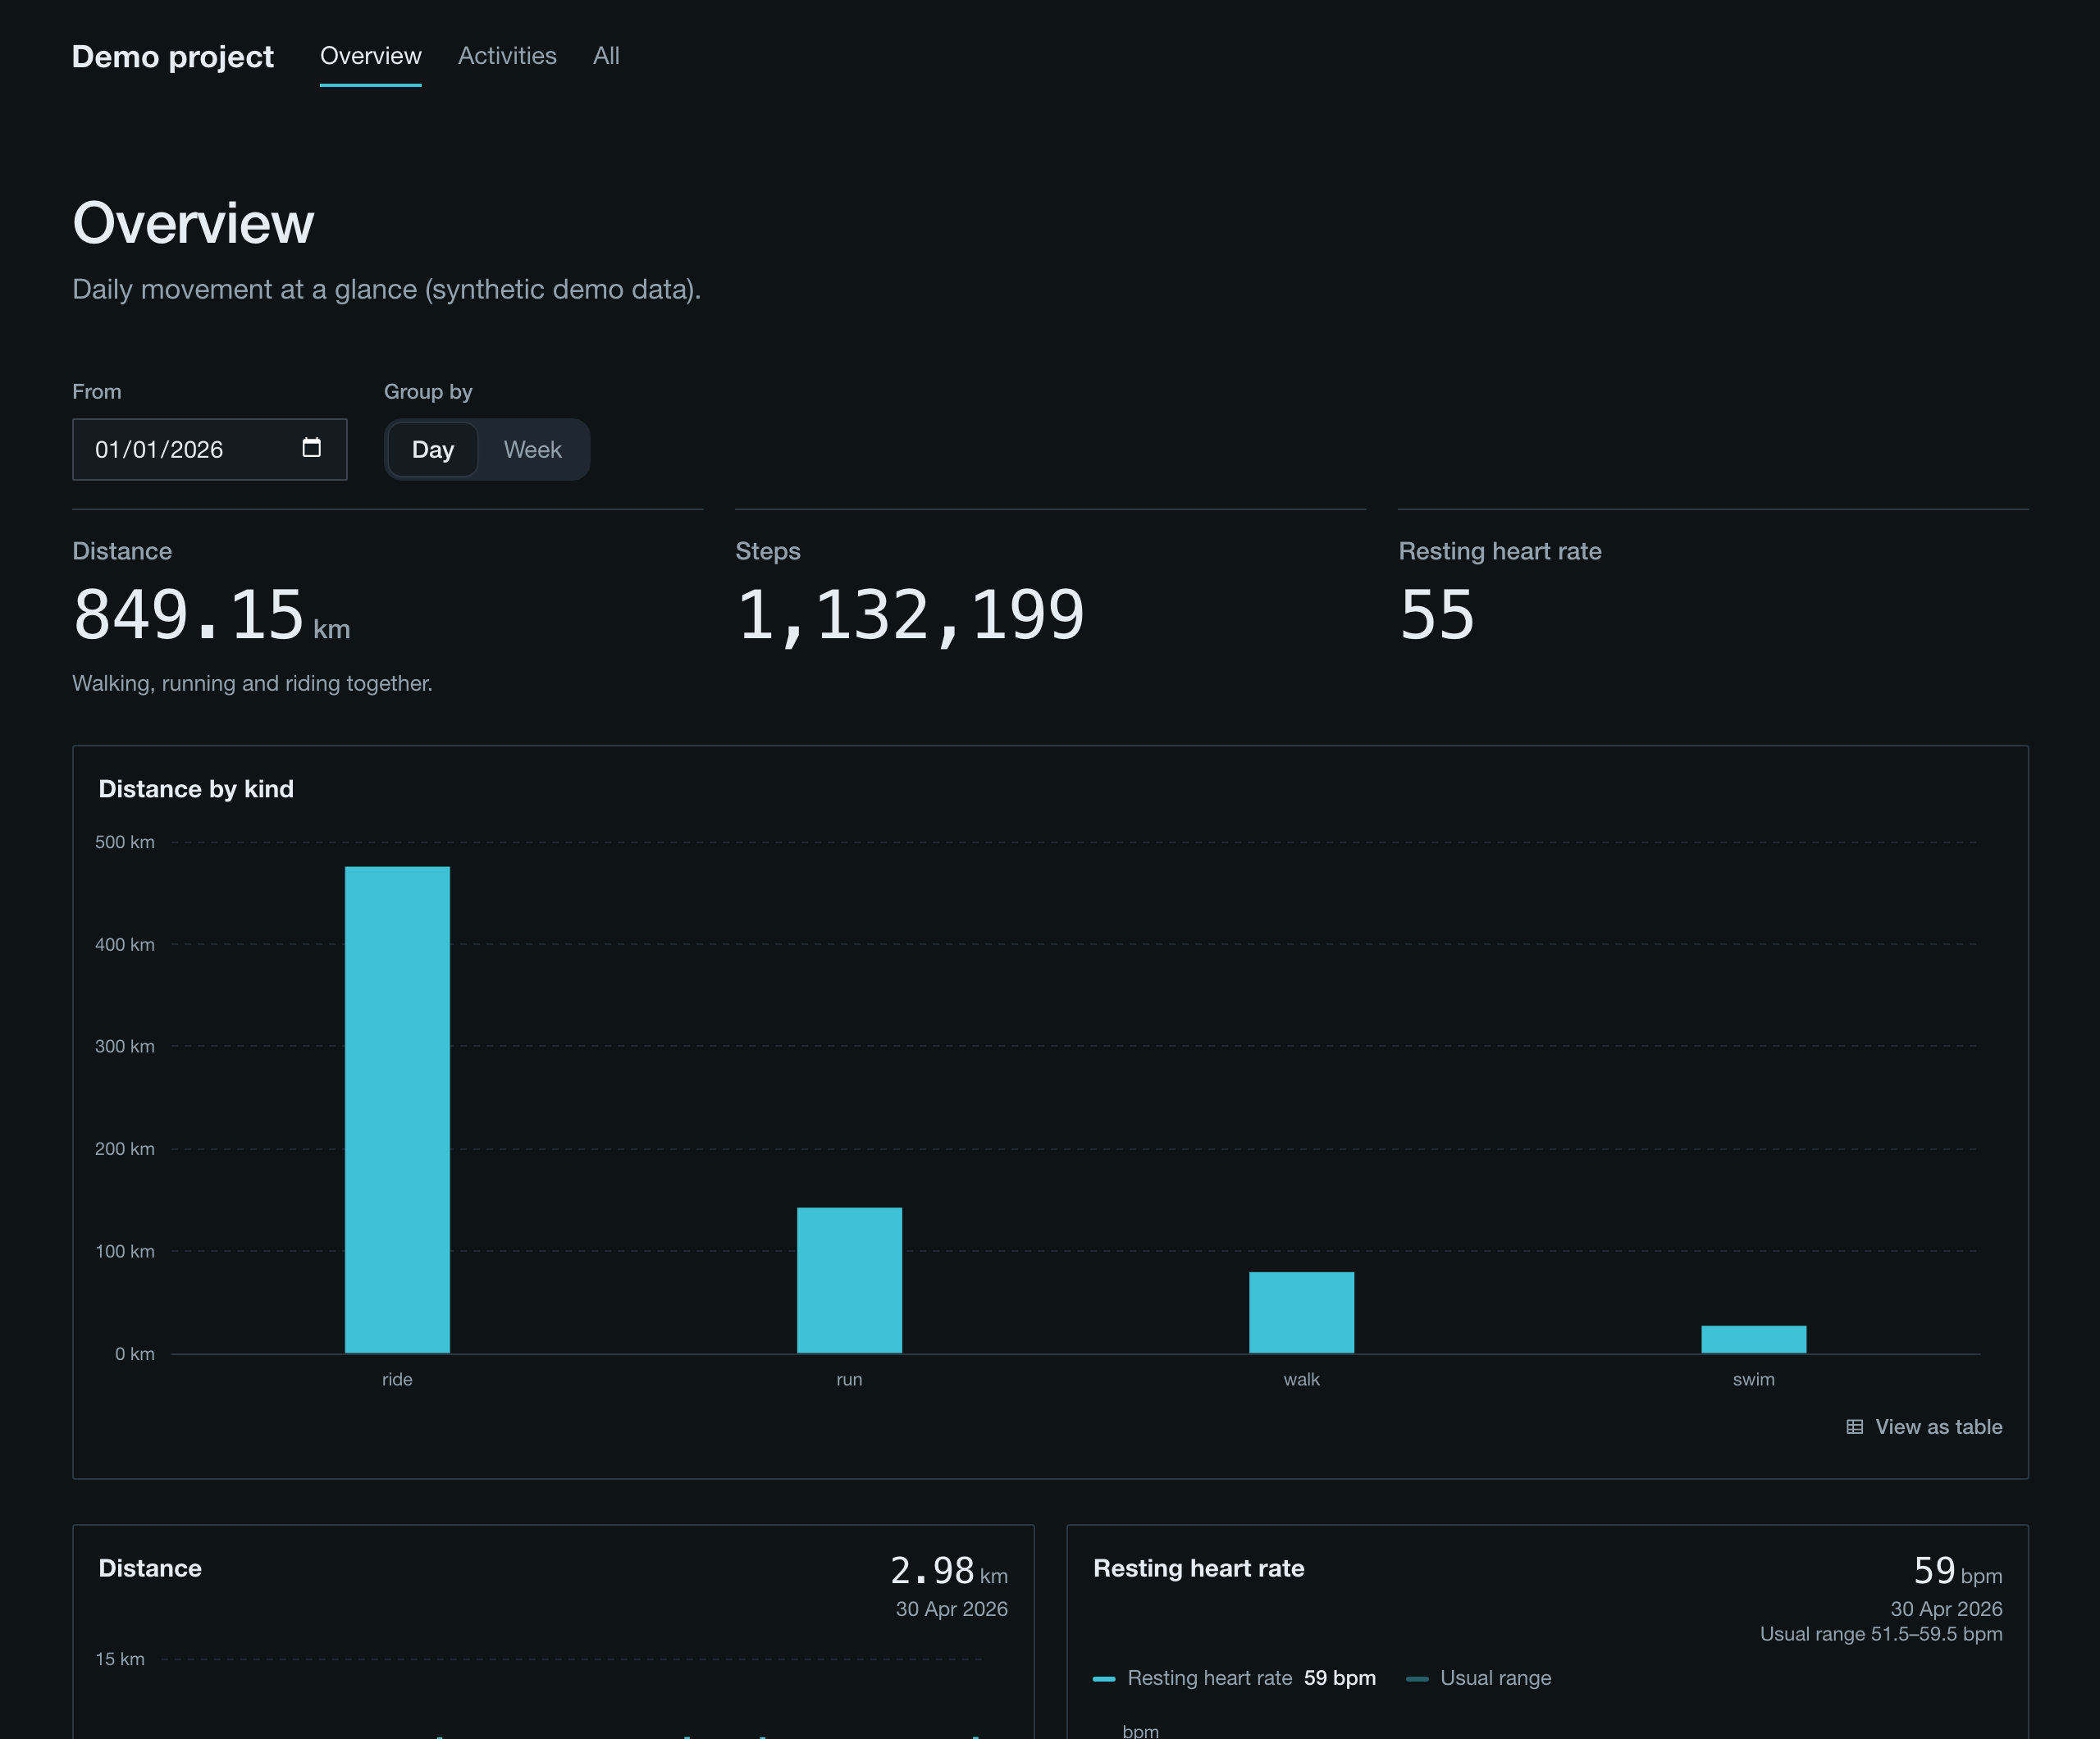 Demo project Overview Activities All
Overview
Daily movement at a glance (synthetic demo data).
From Group by
01/01/2026 Day Week
Distance
849.15 km
Walking, running and riding together.
Steps
1,132,199
Resting heart rate
55
Distance by kind
500 km
400 km
300 km
200 km
100 km
0 km
ride run walk swim
View as table
Distance
2.98 km
30 Apr 2026
15 km
Resting heart rate
59 bpm
30 Apr 2026
Usual range 51.5–59.5 bpm
Resting heart rate 59 bpm Usual range
bpm